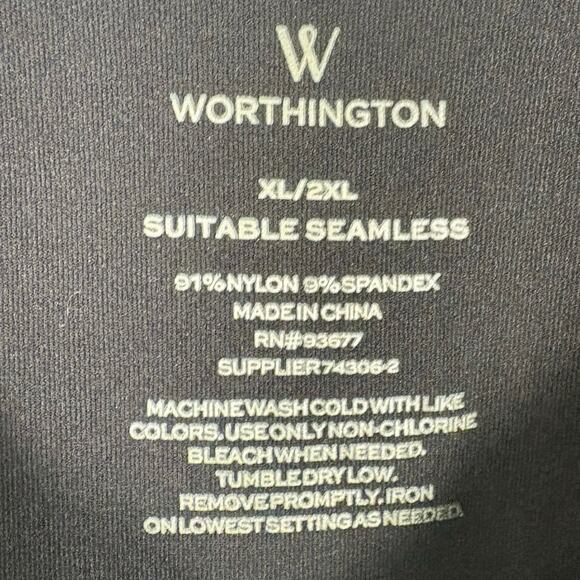 W
WORTHINGTON
XL/2XL
SUITABLE SEAMLESS
91% NYLON 9% SPANDEX
MADE IN CHINA
RN#93677
SUPPLIER 74306-2
MACHINE WASH COLD WITH LIKE
COLORS. USE ONLY NON-CHLORINE
BLEACH WHEN NEEDED.
TUMBLE DRY LOW.
REMOVE PROMPTLY. IRON
ON LOWEST SETTING AS NEEDED.